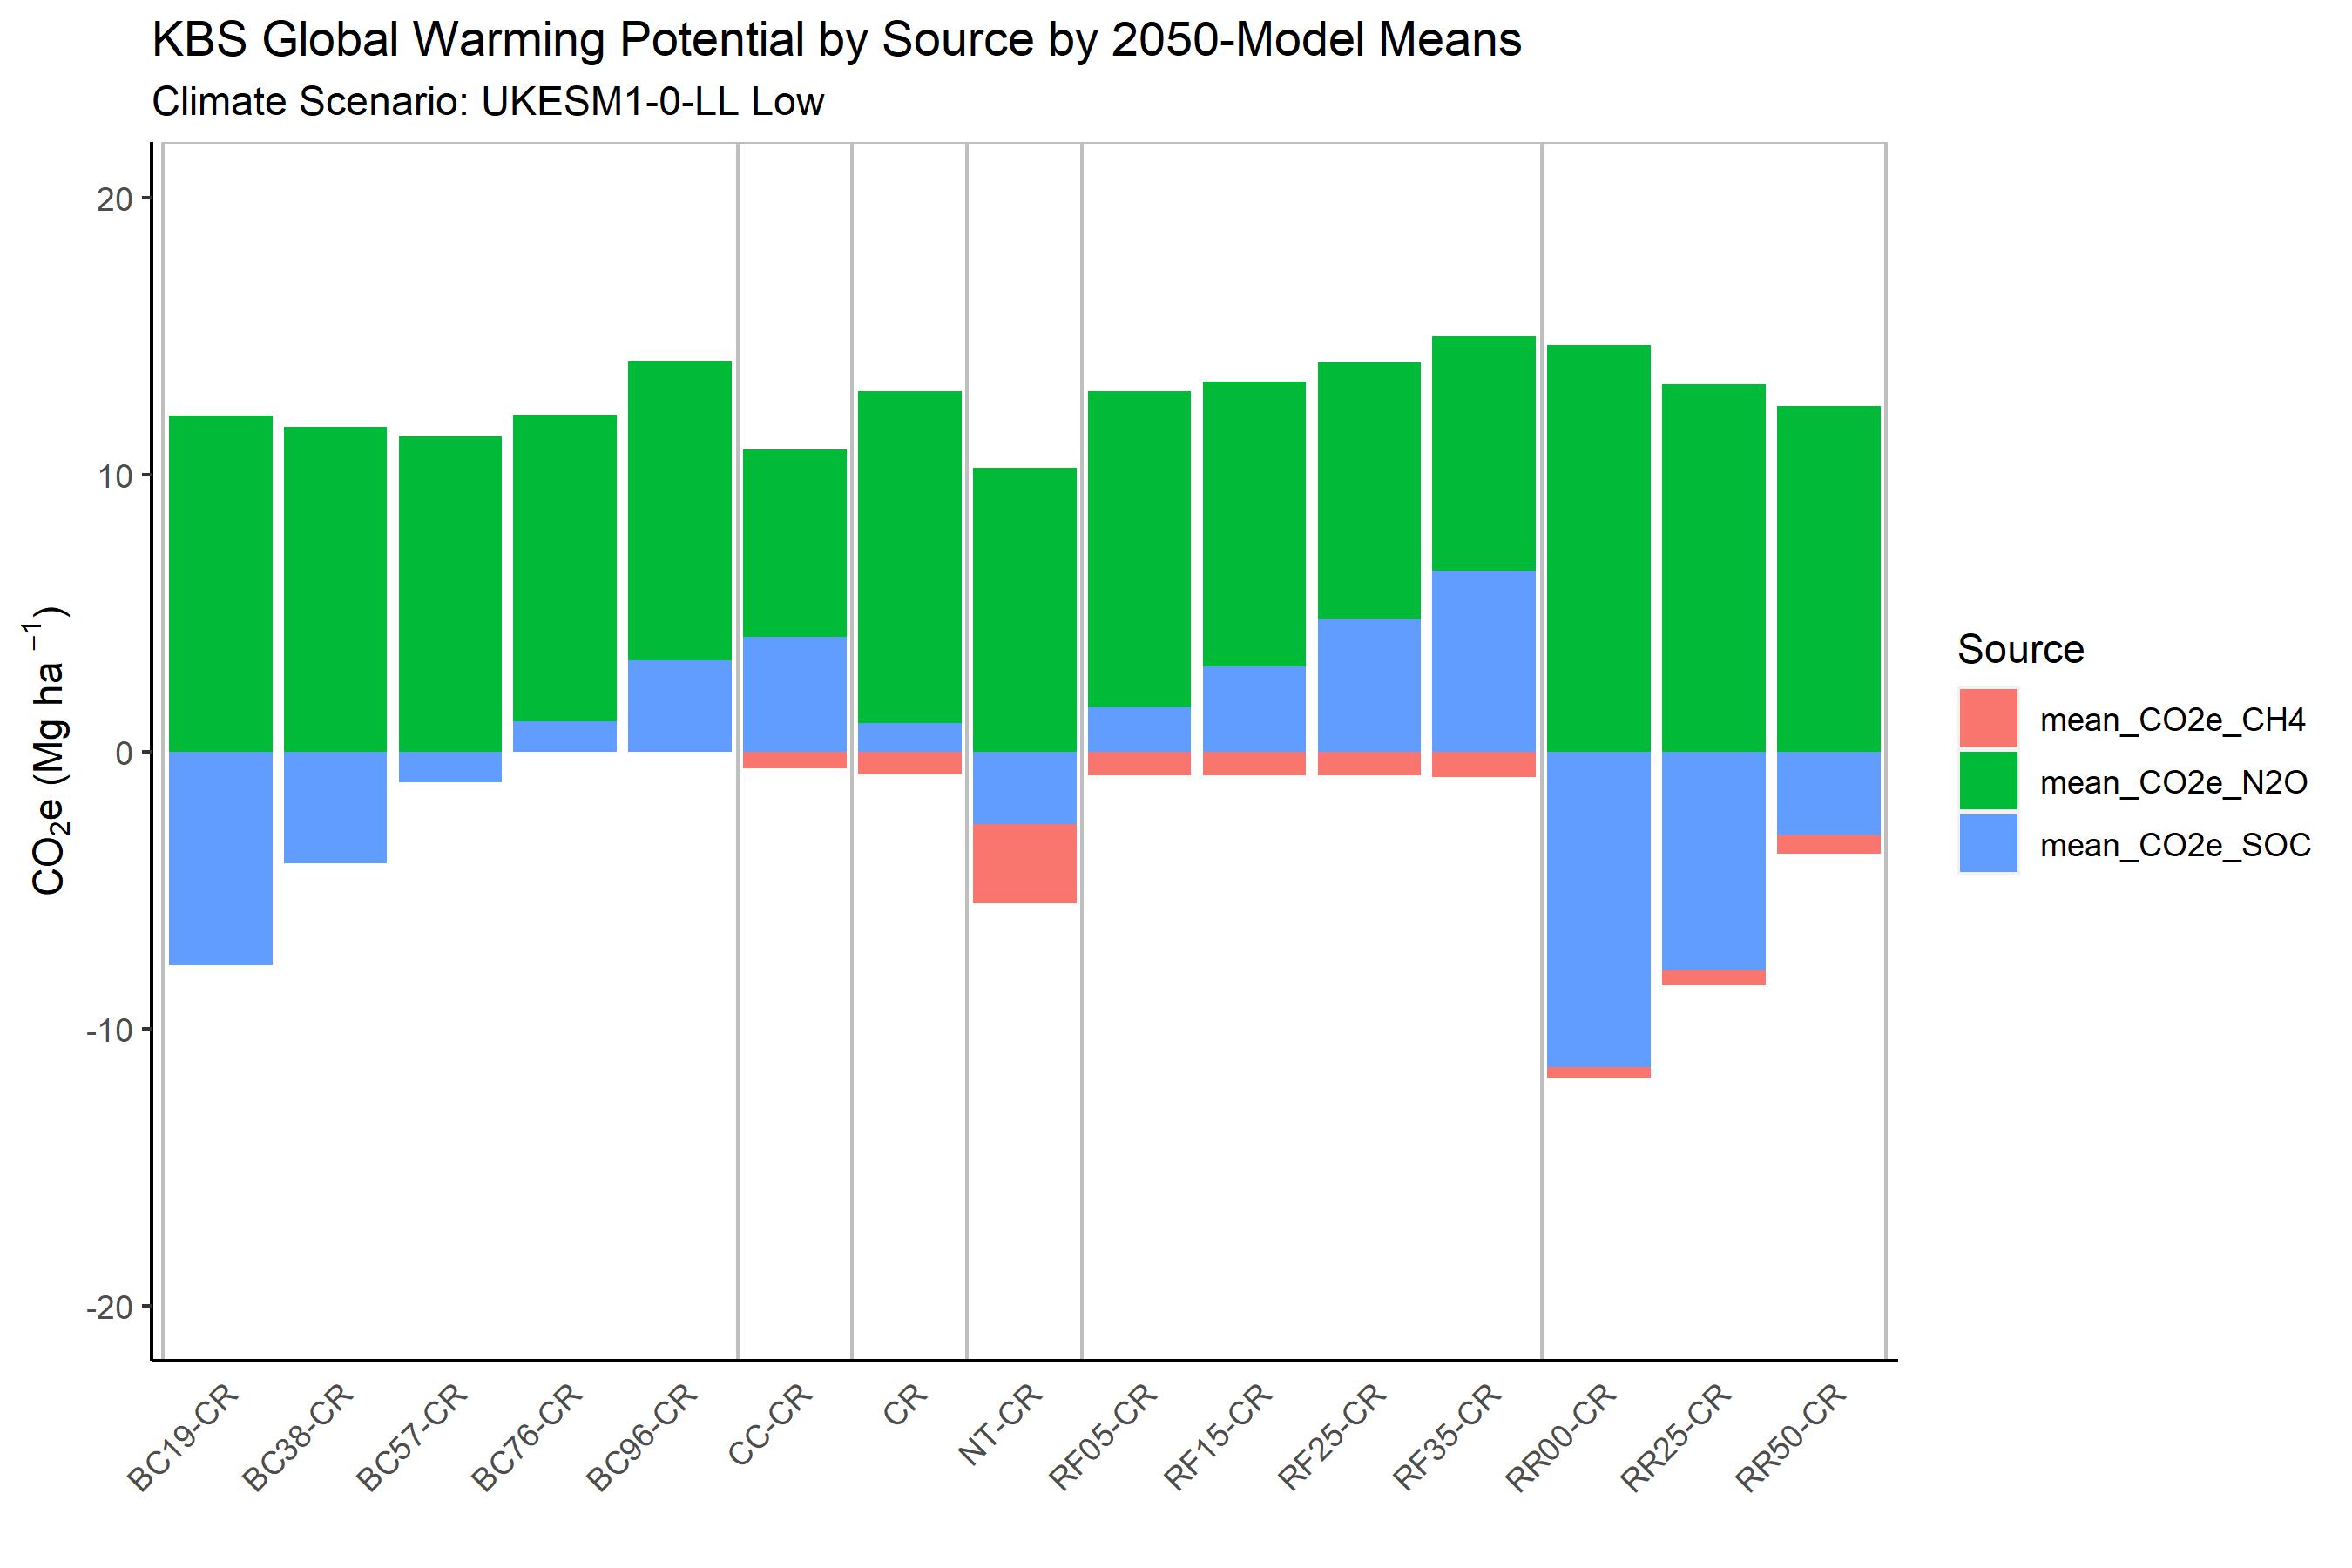 KBS Global Warming Potential by Source by 2050-Model Means
Climate Scenario: UKESM1-0-LL Low
CO₂e (Mg ha ⁻¹)
20
10
0
-10
-20
BC19-CR
BC38-CR
BC57-CR
BC76-CR
BC96-CR
CC-CR
CR
NT-CR
RF05-CR
RF15-CR
RF25-CR
RF35-CR
RR00-CR
RR25-CR
RR50-CR
Source
mean_CO2e_CH4
mean_CO2e_N2O
mean_CO2e_SOC